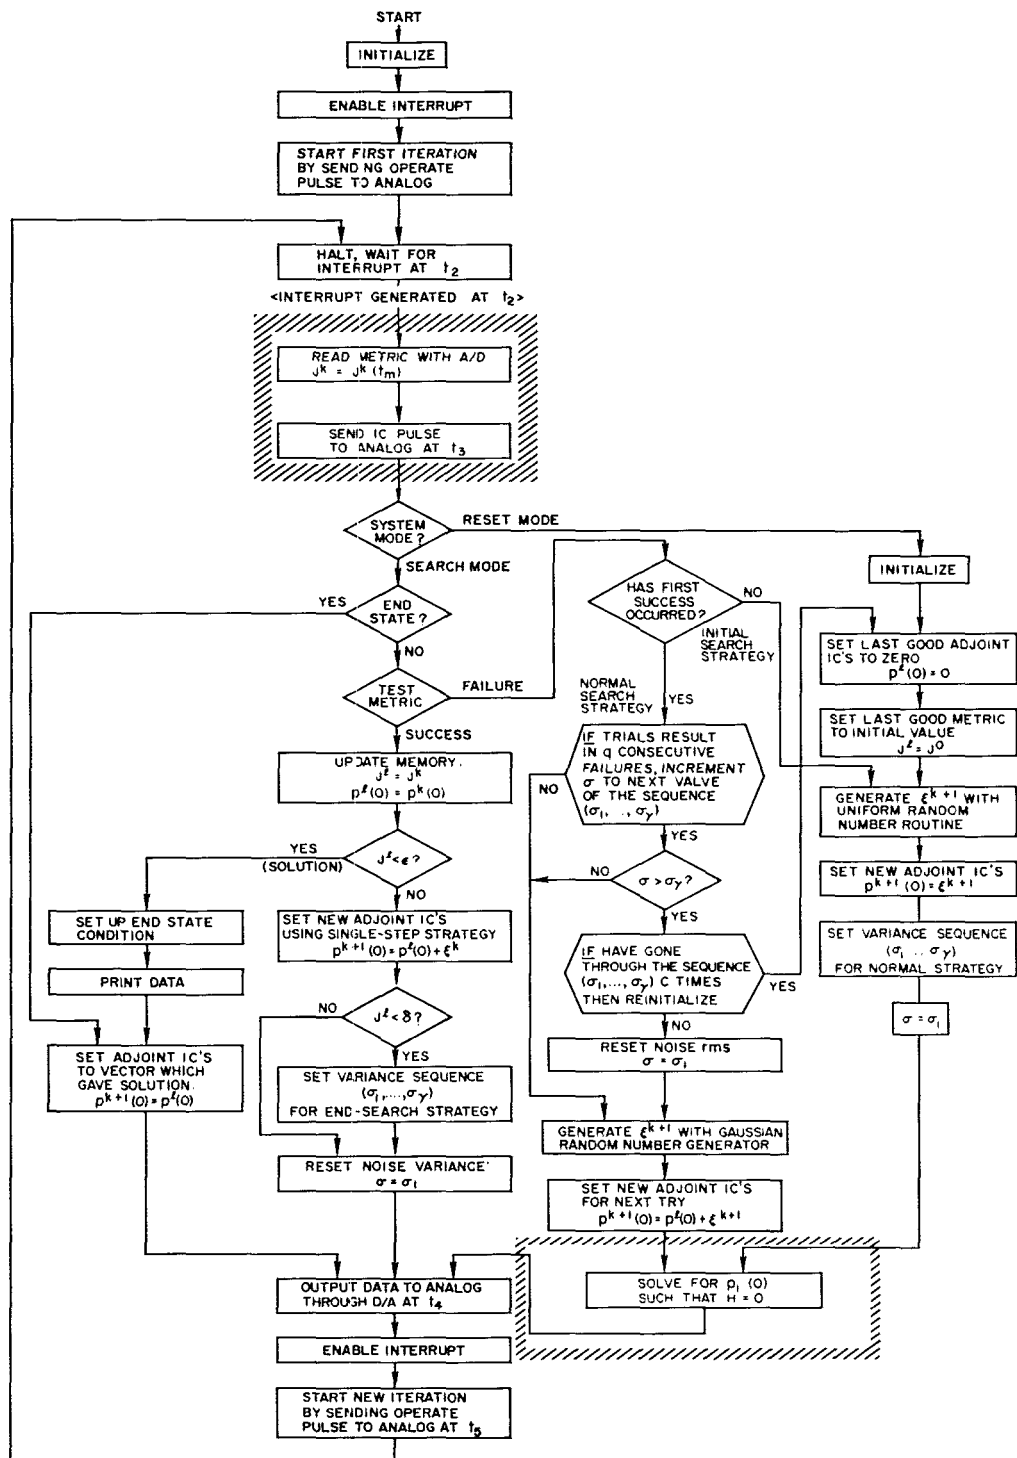 START
INITIALIZE
ENABLE INTERRUPT
START FIRST ITERATION
BY SENDNG OPERATE
PULSE TO ANALOG
HALT, WAIT FOR
INTERRUPT AT t₂
<INTERRUPT GENERATED AT t₂>
READ METRIC WITH A/D
Jᵏ = Jᵏ(tₘ)
SEND IC PULSE
TO ANALOG AT t₃
SYSTEM
MODE?
RESET MODE
SEARCH MODE
END
STATE?
YES
NO
TEST
METRIC
FAILURE
SUCCESS
UPDATE MEMORY.
J^ℓ = J^k
p^ℓ(0) = p^k(0)
J^ℓ < ϵ?
YES
(SOLUTION)
NO
SET UP END STATE
CONDITION
PRINT DATA
SET ADJOINT IC'S
TO VECTOR WHICH
GAVE SOLUTION.
p^k+1(0) = p^ℓ(0)
SET NEW ADJOINT IC'S
USING SINGLE-STEP STRATEGY
p^k+1(0) = p^ℓ(0) + ξ^k
J^ℓ < δ?
NO
YES
SET VARIANCE SEQUENCE
(σ₁,...,σᵧ)
FOR END-SEARCH STRATEGY
RESET NOISE VARIANCE:
σ = σ₁
HAS FIRST
SUCCESS
OCCURRED?
NO
INITIAL
SEARCH
STRATEGY
NORMAL
SEARCH
STRATEGY
YES
IF TRIALS RESULT
IN q CONSECUTIVE
FAILURES, INCREMENT
σ TO NEXT VALUE
OF THE SEQUENCE
(σ₁,..., σᵧ)
NO
YES
σ > σᵧ?
NO
YES
IF HAVE GONE
THROUGH THE SEQUENCE
(σ₁,..., σᵧ) C TIMES
THEN REINITIALIZE
YES
NO
RESET NOISE rms
σ = σ₁
GENERATE ξ^k+1 WITH GAUSSIAN
RANDOM NUMBER GENERATOR
SET NEW ADJOINT IC'S
FOR NEXT TRY
p^k+1(0) = p^ℓ(0) + ξ^k+1
SOLVE FOR p₁(0)
SUCH THAT H = 0
INITIALIZE
SET LAST GOOD ADJOINT
IC'S TO ZERO
p^ℓ(0) = 0
SET LAST GOOD METRIC
TO INITIAL VALUE
J^ℓ = J^0
GENERATE ξ^k+1 WITH
UNIFORM RANDOM
NUMBER ROUTINE
SET NEW ADJOINT IC'S
p^k+1(0) = ξ^k+1
SET VARIANCE SEQUENCE
(σ₁ .. , σᵧ)
FOR NORMAL STRATEGY
σ = σ₁
OUTPUT DATA TO ANALOG
THROUGH D/A AT t₄
ENABLE INTERRUPT
START NEW ITERATION
BY SENDING OPERATE
PULSE TO ANALOG AT t₅